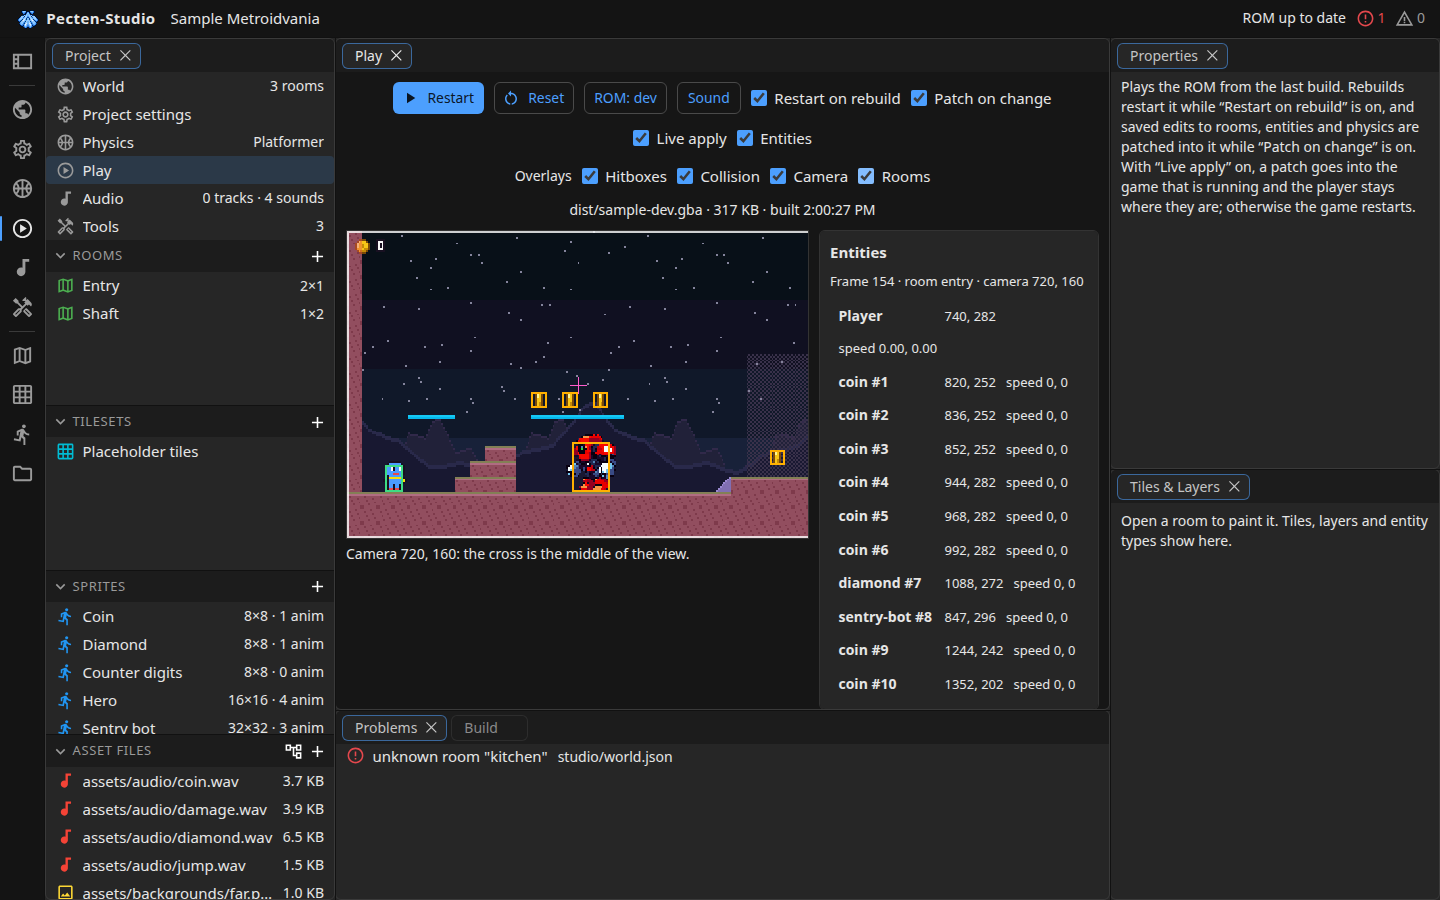 Pecten-Studio Sample Metroidvania
ROM up to date 1 0
Project
World 3 rooms
Project settings
Physics Platformer
Play
Audio 0 tracks · 4 sounds
Tools 3
ROOMS
Entry 2×1
Shaft 1×2
TILESETS
Placeholder tiles
SPRITES
Coin 8×8 · 1 anim
Diamond 8×8 · 1 anim
Counter digits 8×8 · 0 anim
Hero 16×16 · 4 anim
Sentry bot 32×32 · 3 anim
ASSET FILES
assets/audio/coin.wav 3.7 KB
assets/audio/damage.wav 3.9 KB
assets/audio/diamond.wav 6.5 KB
assets/audio/jump.wav 1.5 KB
assets/backgrounds/far.p... 1.0 KB
Play
Restart Reset ROM: dev Sound Restart on rebuild Patch on change
Live apply Entities
Overlays Hitboxes Collision Camera Rooms
dist/sample-dev.gba · 317 KB · built 2:00:27 PM
0
Camera 720, 160: the cross is the middle of the view.
Entities
Frame 154 · room entry · camera 720, 160
Player 740, 282
speed 0.00, 0.00
coin #1 820, 252 speed 0, 0
coin #2 836, 252 speed 0, 0
coin #3 852, 252 speed 0, 0
coin #4 944, 282 speed 0, 0
coin #5 968, 282 speed 0, 0
coin #6 992, 282 speed 0, 0
diamond #7 1088, 272 speed 0, 0
sentry-bot #8 847, 296 speed 0, 0
coin #9 1244, 242 speed 0, 0
coin #10 1352, 202 speed 0, 0
Problems Build
unknown room "kitchen" studio/world.json
Properties
Plays the ROM from the last build. Rebuilds
restart it while “Restart on rebuild” is on, and
saved edits to rooms, entities and physics are
patched into it while “Patch on change” is on.
With “Live apply” on, a patch goes into the
game that is running and the player stays
where they are; otherwise the game restarts.
Tiles & Layers
Open a room to paint it. Tiles, layers and entity
types show here.